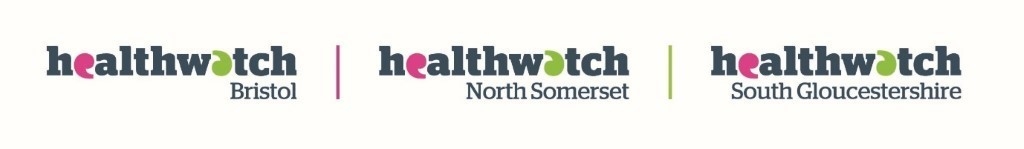 healthwatch
Bristol
healthwatch
North Somerset
healthwatch
South Gloucestershire